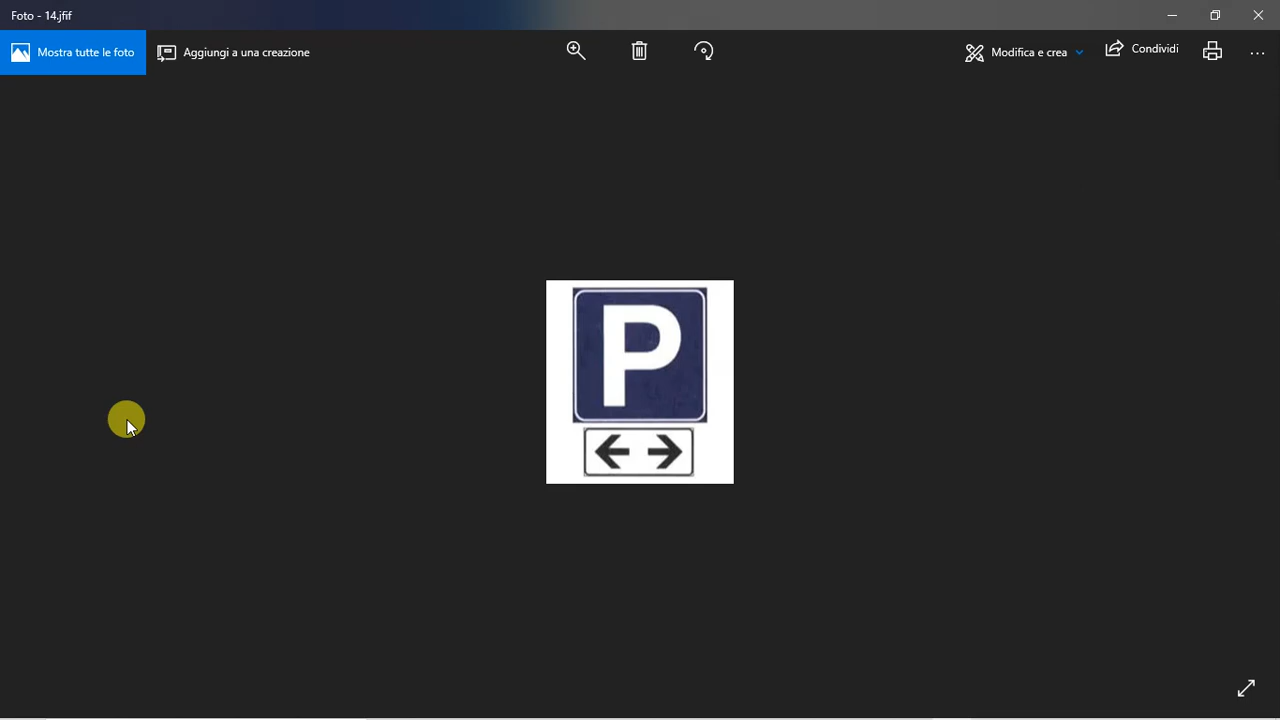 Foto - 14.jfif
Mostra tutte le foto
Aggiungi a una creazione
Modifica e crea
Condividi
P